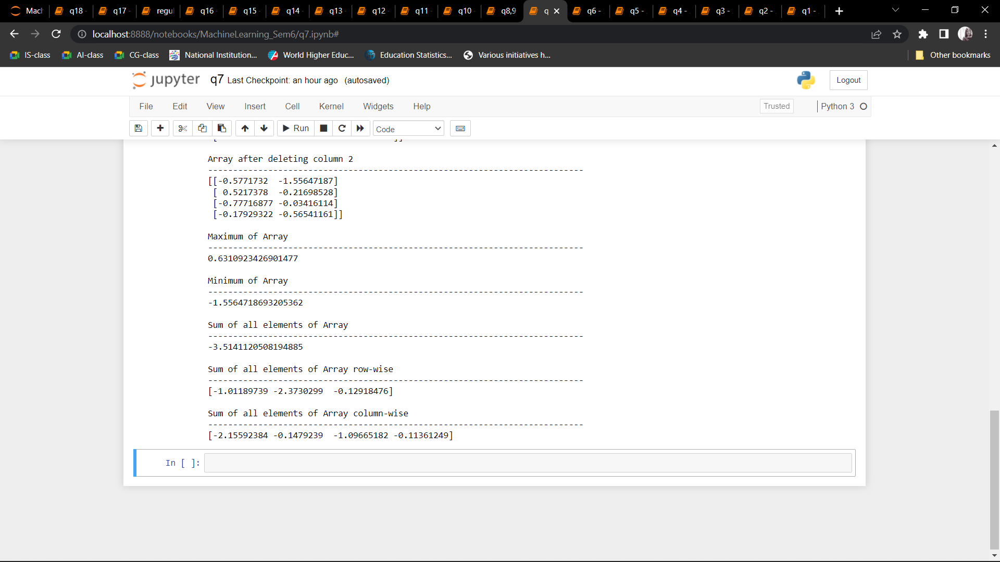 Mach q18 - q17 - regul q16 - q15 - q14 - q13 - q12 - q11 - q10 - q8,9 q q6 - q5 - q4 - q3 - q2 - q1 -
localhost:8888/notebooks/MachineLearning_Sem6/q7.ipynb#
IS-class AI-class CG-class National Institution... World Higher Educ... Education Statistics... Various initiatives h... Other bookmarks
jupyter q7 Last Checkpoint: an hour ago (autosaved) Logout
File Edit View Insert Cell Kernel Widgets Help Trusted Python 3
Run Code
Array after deleting column 2
---------------------------------------------------------------------------
[[-0.5771732  -1.55647187]
 [ 0.5217378  -0.21698528]
 [-0.77716877 -0.03416114]
 [-0.17929322 -0.56541161]]
Maximum of Array
---------------------------------------------------------------------------
0.6310923426901477
Minimum of Array
---------------------------------------------------------------------------
-1.5564718693205362
Sum of all elements of Array
---------------------------------------------------------------------------
-3.5141120508194885
Sum of all elements of Array row-wise
---------------------------------------------------------------------------
[-1.01189739 -2.3730299  -0.12918476]
Sum of all elements of Array column-wise
---------------------------------------------------------------------------
[-2.15592384 -0.1479239  -1.09665182 -0.11361249]
In [ ]: